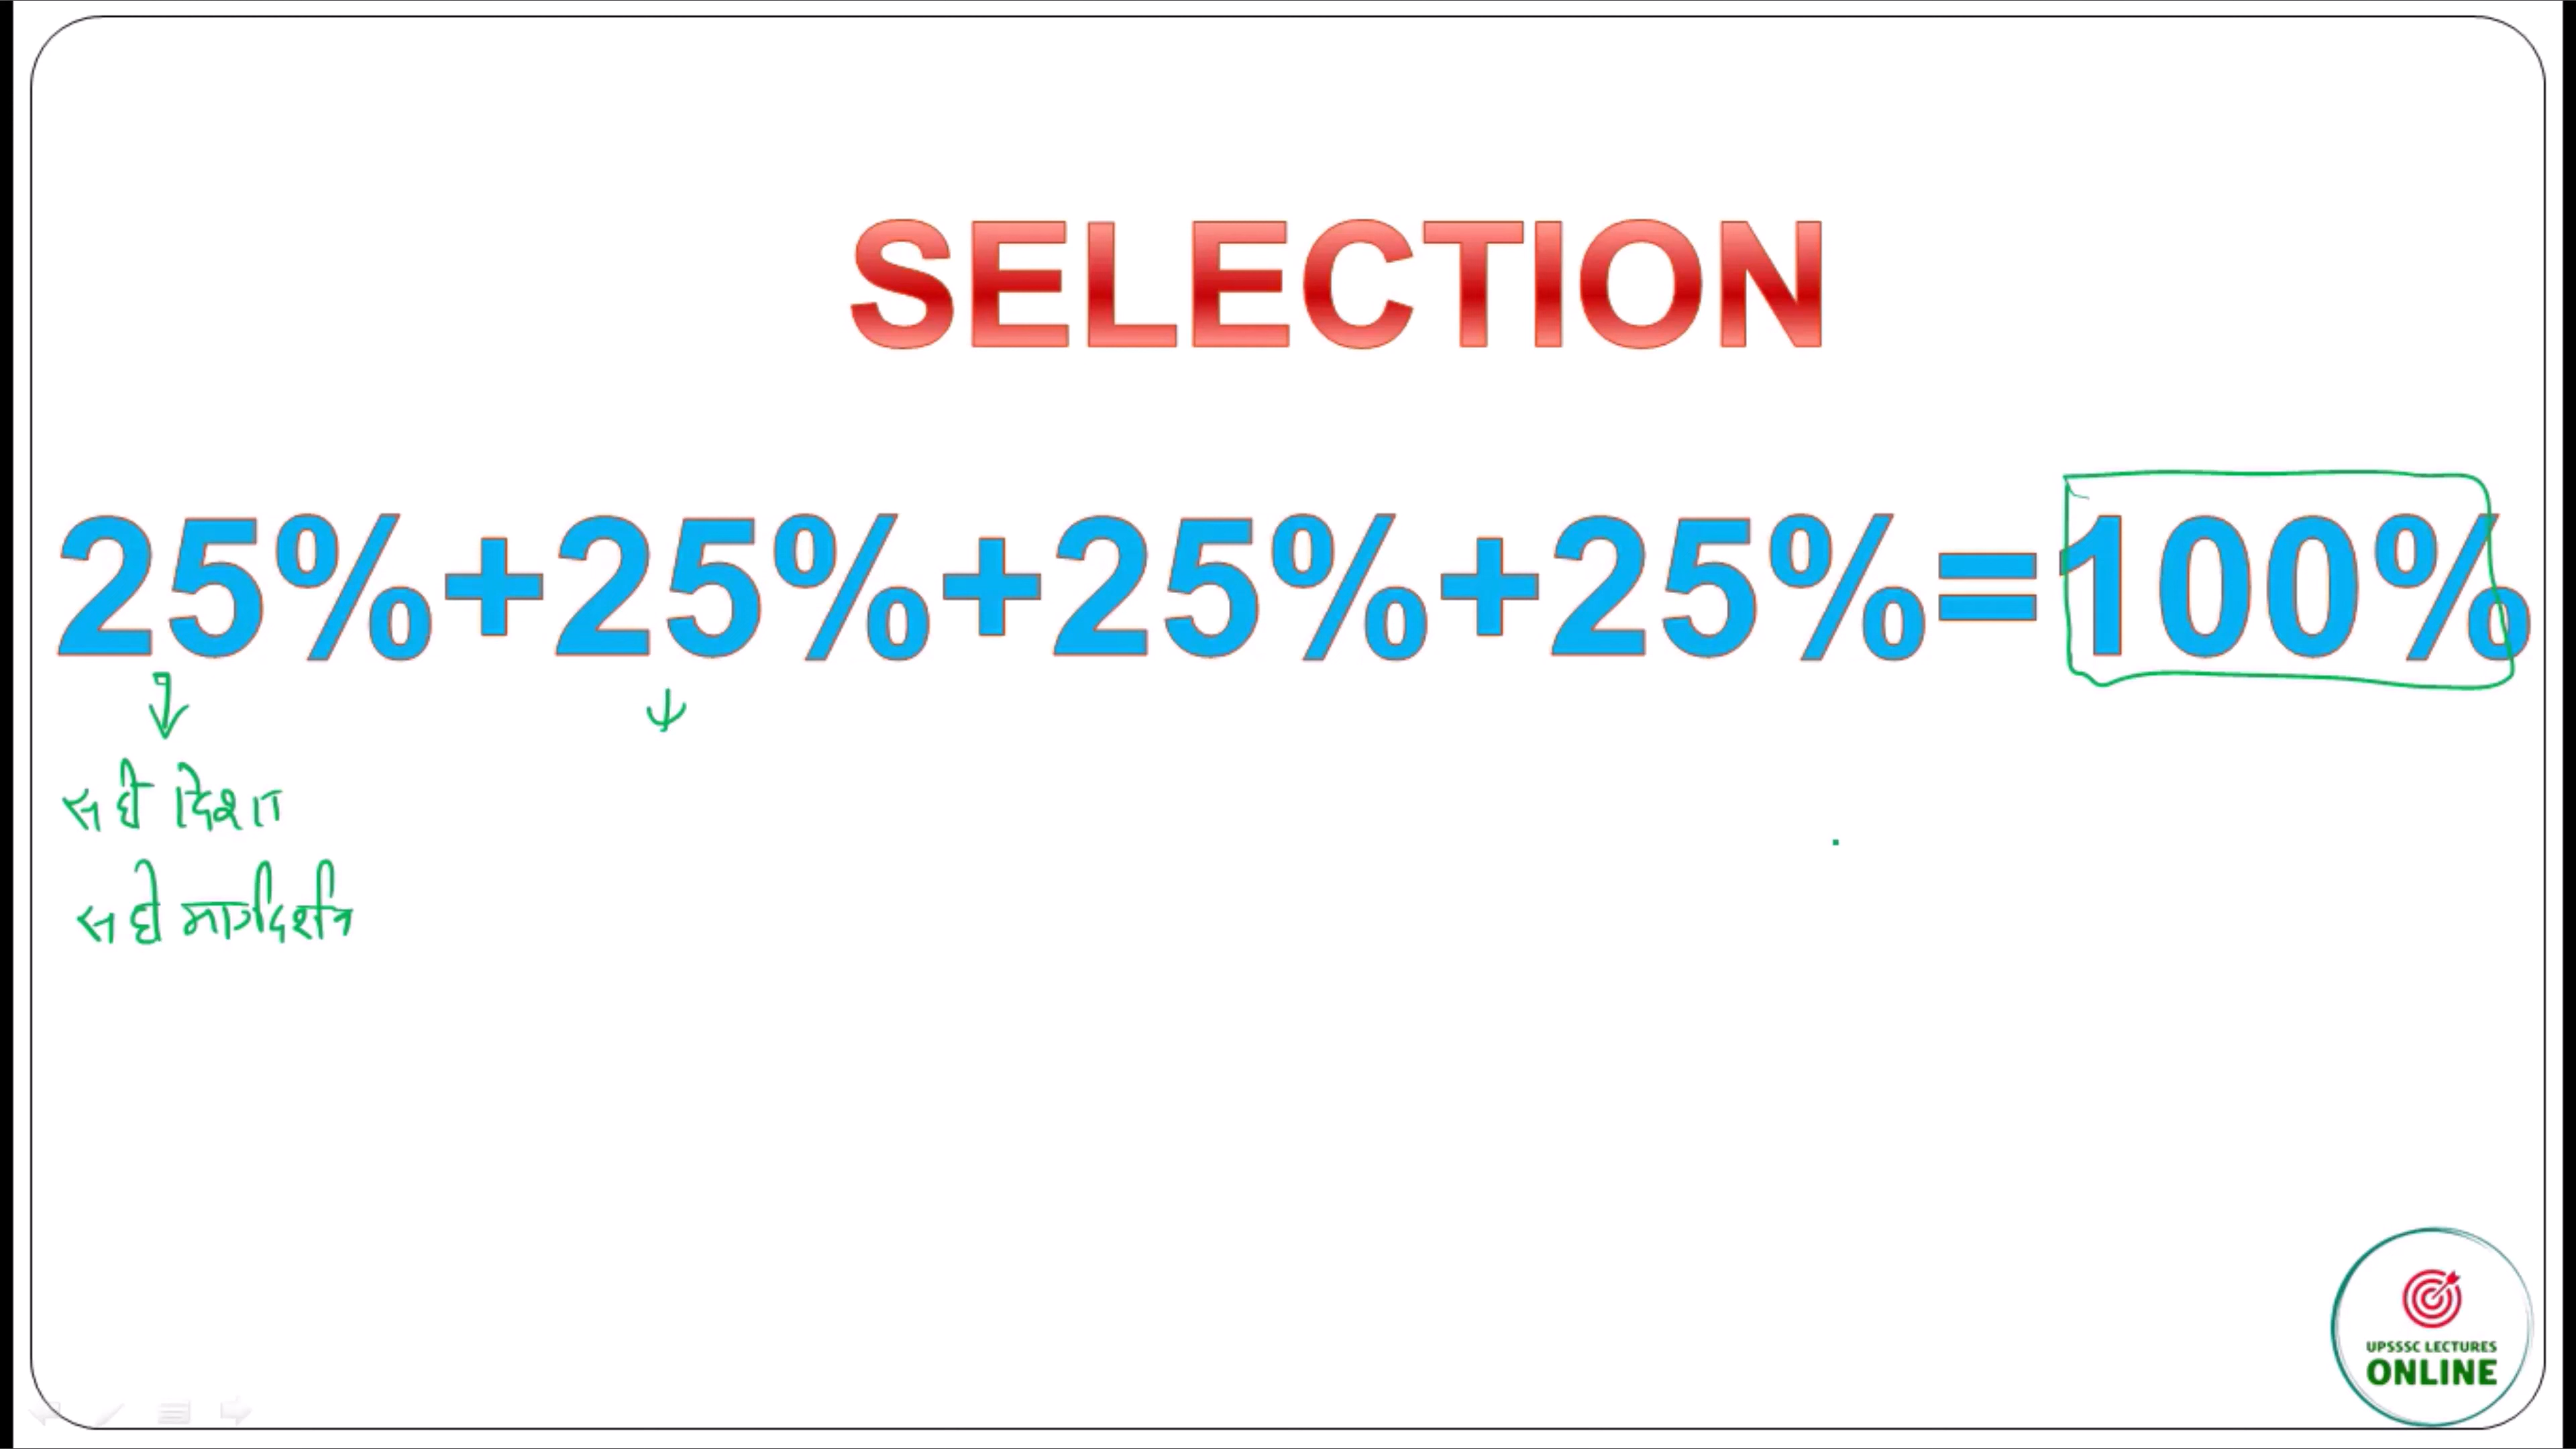 SELECTION
25%+25%+25%+25%=100%
सही दिशा
सही मार्गदर्शन
UPSSSC LECTURES
ONLINE